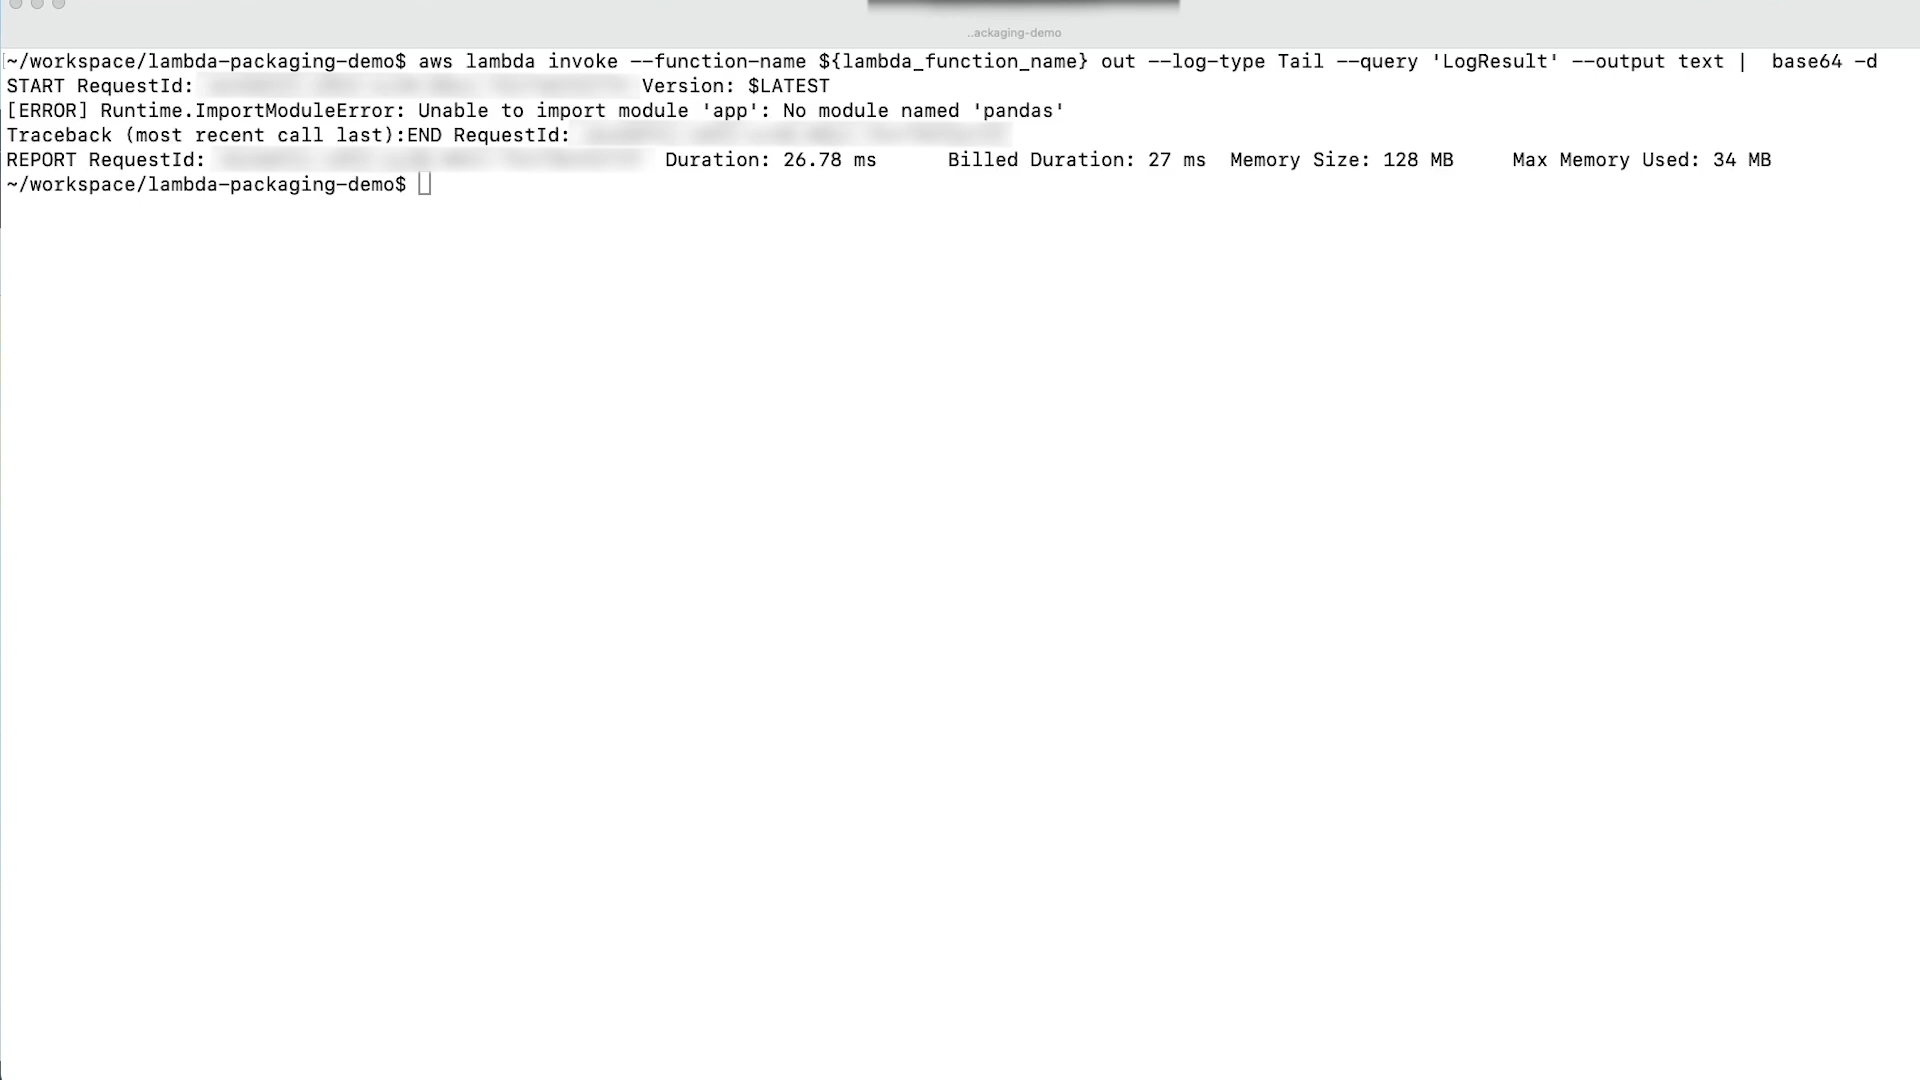 ..ackaging-demo
~/workspace/lambda-packaging-demo$ aws lambda invoke --function-name ${lambda_function_name} out --log-type Tail --query 'LogResult' --output text |  base64 -d
START RequestId: Version: $LATEST
[ERROR] Runtime.ImportModuleError: Unable to import module 'app': No module named 'pandas'
Traceback (most recent call last):END RequestId:
REPORT RequestId: Duration: 26.78 ms Billed Duration: 27 ms Memory Size: 128 MB Max Memory Used: 34 MB
~/workspace/lambda-packaging-demo$